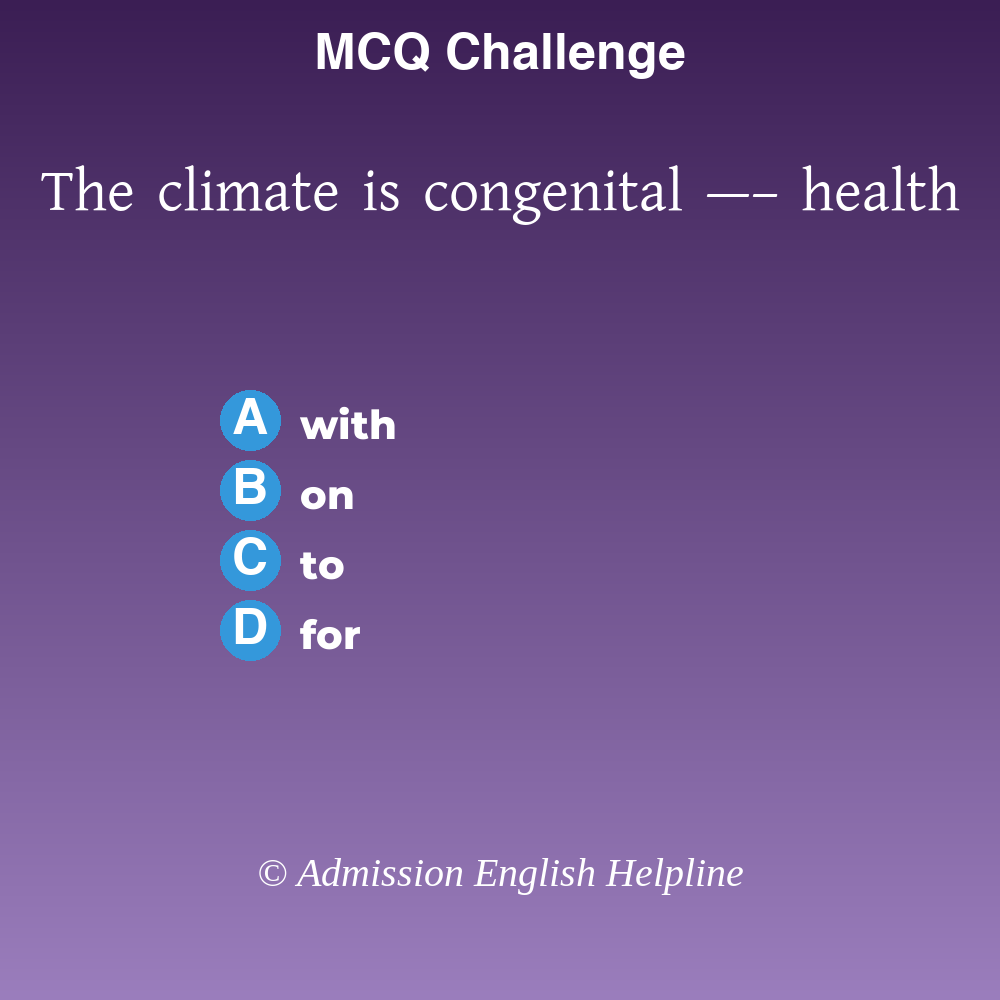 MCQ Challenge
The climate is congenital —– health
A with
B on
C to
D for
© Admission English Helpline